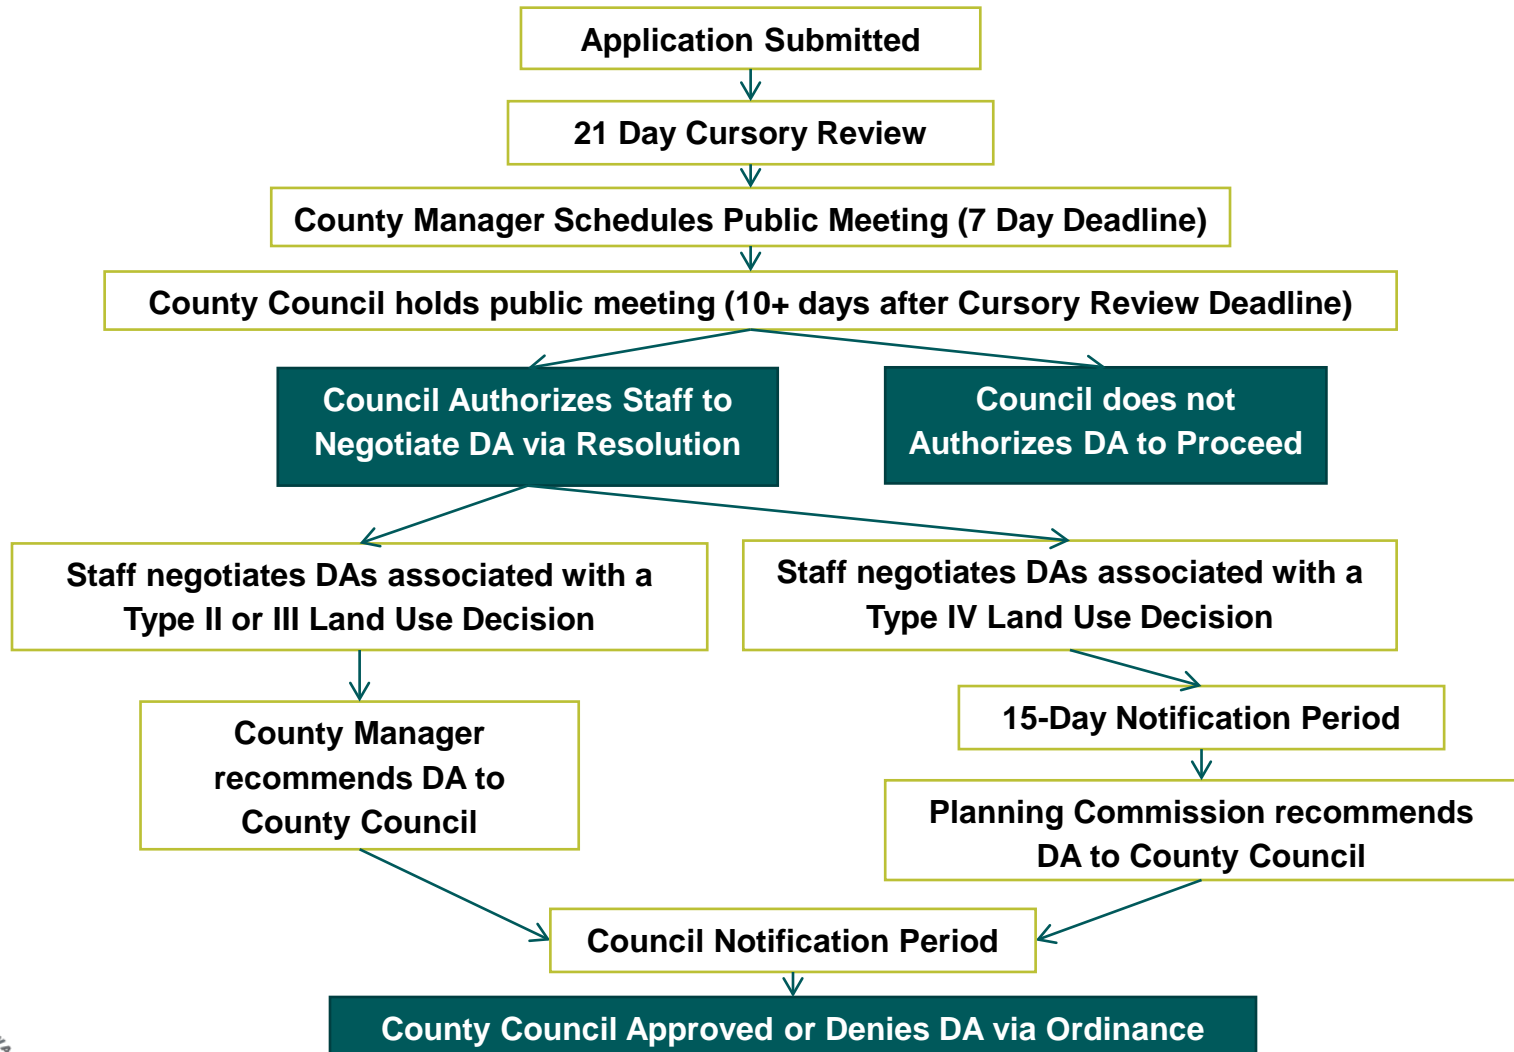 Application Submitted
21 Day Cursory Review
County Manager Schedules Public Meeting (7 Day Deadline)
County Council holds public meeting (10+ days after Cursory Review Deadline)
Council Authorizes Staff to
Negotiate DA via Resolution
Council does not
Authorizes DA to Proceed
Staff negotiates DAs associated with a
Type II or III Land Use Decision
Staff negotiates DAs associated with a
Type IV Land Use Decision
County Manager
recommends DA to
County Council
15-Day Notification Period
Planning Commission recommends
DA to County Council
Council Notification Period
County Council Approved or Denies DA via Ordinance